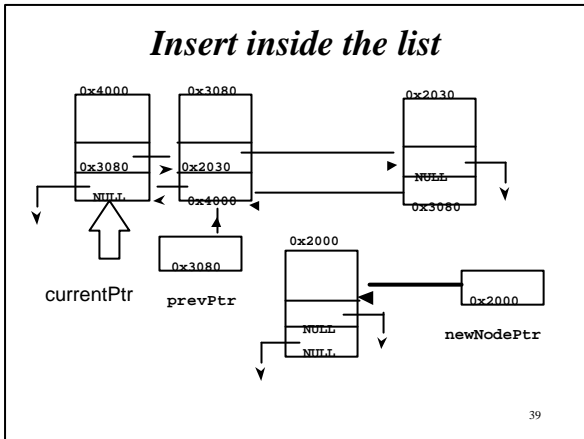 Insert inside the list
0x4000
0x3080
0x2030
0x3080
0x2030
NULL
NULL
0x4000
0x3080
0x3080
currentPtr
prevPtr
0x2000
0x2000
NULL
NULL
newNodePtr
39